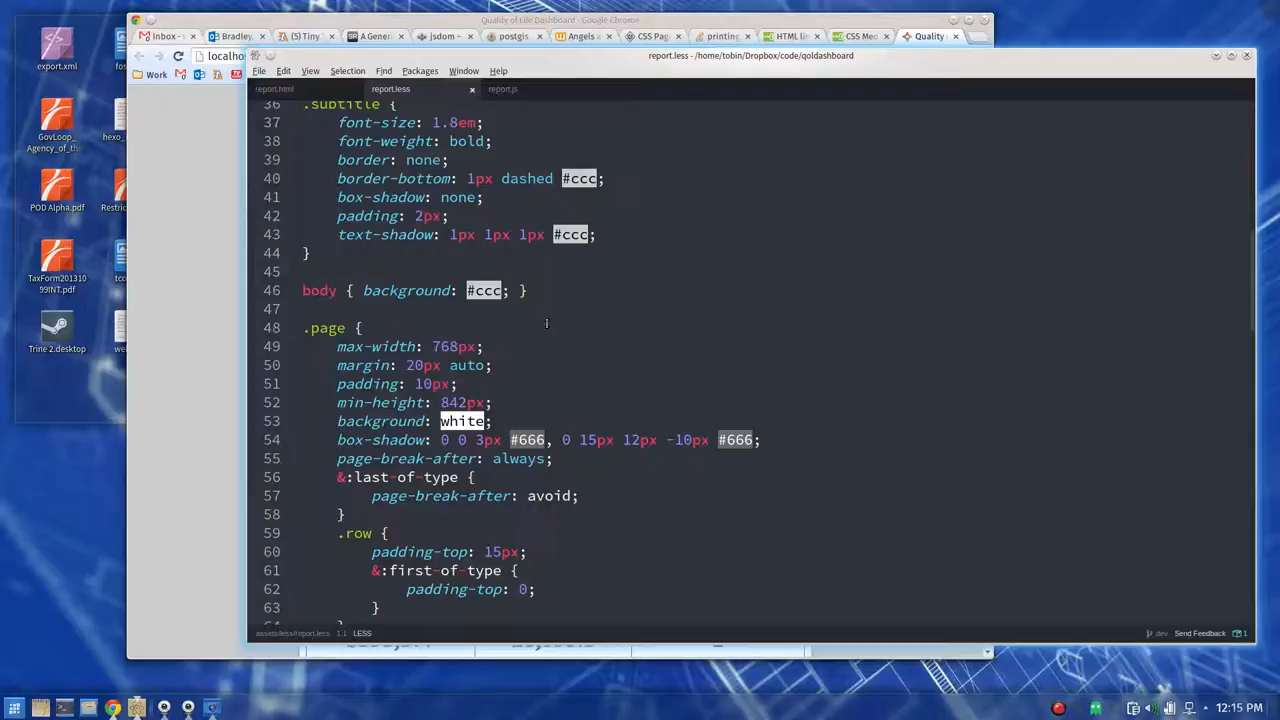 Quality of Life Dashboard - Google Chrome
Inbox - Bradley, (5) Tiny A Gener jsdom - postgis Angels a CSS Pag printing HTML lin CSS Med Quality
localhos
Work
report.less - /home/tobin/Dropbox/code/qoldashboard
File Edit View Selection Find Packages Window Help
report.html report.less report.js
36 .subtitle {
37 font-size: 1.8em;
38 font-weight: bold;
39 border: none;
40 border-bottom: 1px dashed #ccc;
41 box-shadow: none;
42 padding: 2px;
43 text-shadow: 1px 1px 1px #ccc;
44 }
45
46 body { background: #ccc; }
47
48 .page {
49 max-width: 768px;
50 margin: 20px auto;
51 padding: 10px;
52 min-height: 842px;
53 background: white;
54 box-shadow: 0 0 3px #666, 0 15px 12px -10px #666;
55 page-break-after: always;
56 &:last-of-type {
57 page-break-after: avoid;
58 }
59 .row {
60 padding-top: 15px;
61 &:first-of-type {
62 padding-top: 0;
63 }
assets/less/report.less 1,1 LESS
dev Send Feedback 1
export.xml
fos
GovLoop_
Agency_of_the
hexo_
POD Alpha.pdf
Restric
TaxForm201310
99INT.pdf
tco
Trine 2.desktop
we
12:15 PM